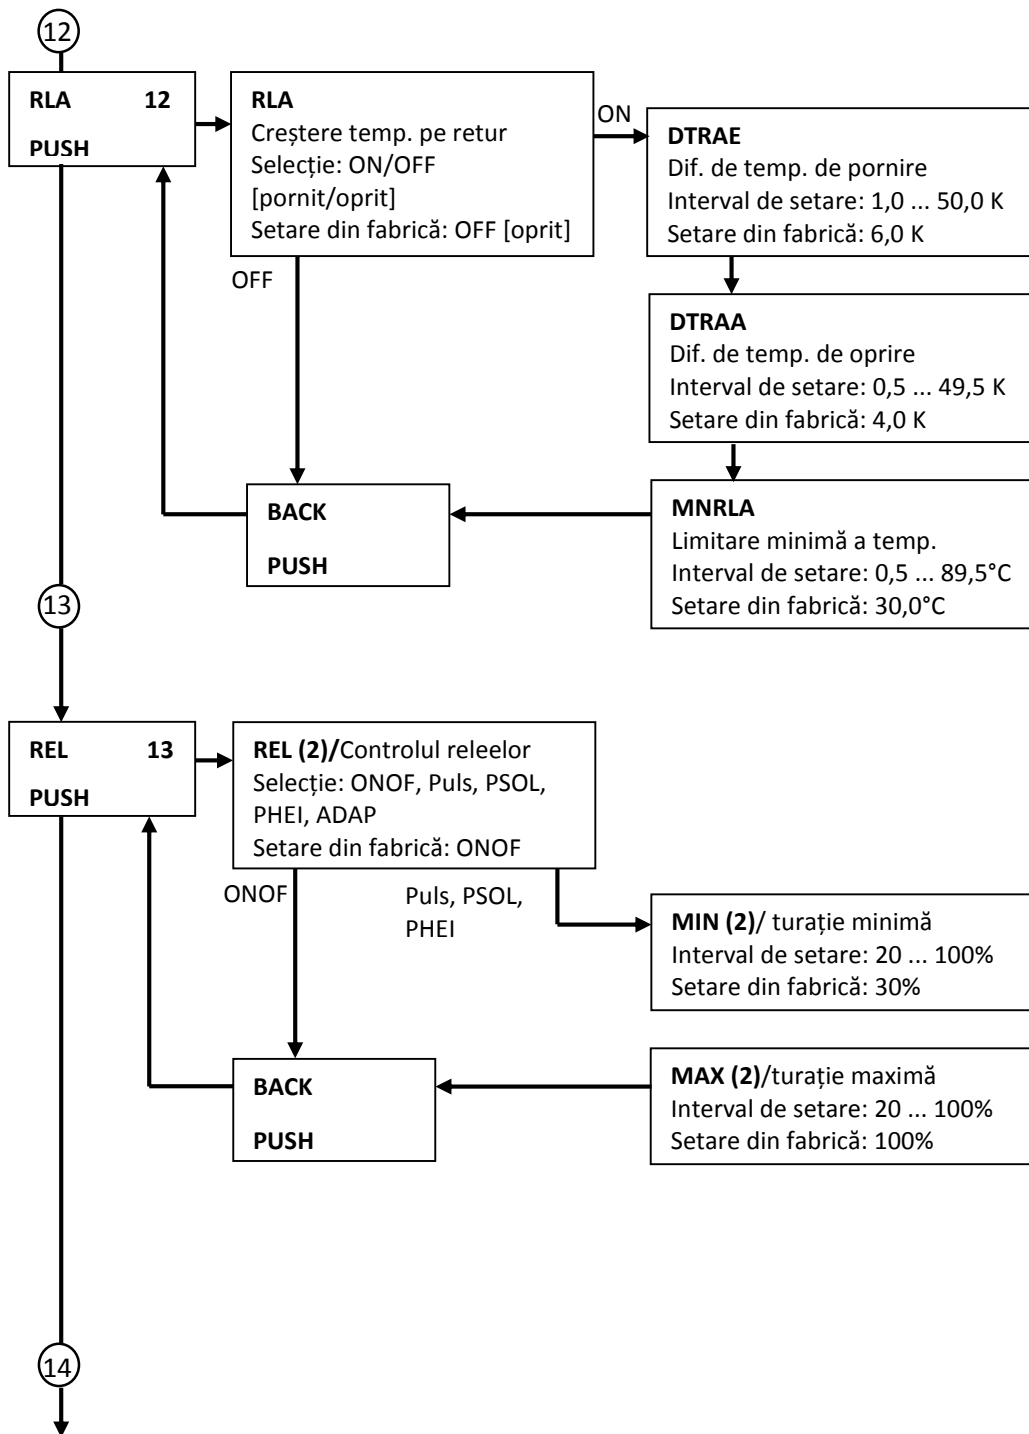 12
RLA 12
PUSH
RLA
Creștere temp. pe retur
Selecție: ON/OFF
[pornit/oprit]
Setare din fabrică: OFF [oprit]
ON
OFF
DTRAE
Dif. de temp. de pornire
Interval de setare: 1,0 ... 50,0 K
Setare din fabrică: 6,0 K
DTRAA
Dif. de temp. de oprire
Interval de setare: 0,5 ... 49,5 K
Setare din fabrică: 4,0 K
MNRLA
Limitare minimă a temp.
Interval de setare: 0,5 ... 89,5°C
Setare din fabrică: 30,0°C
BACK
PUSH
13
REL 13
PUSH
REL (2)/Controlul releelor
Selecție: ONOF, Puls, PSOL,
PHEI, ADAP
Setare din fabrică: ONOF
ONOF
Puls, PSOL,
PHEI
MIN (2)/ turație minimă
Interval de setare: 20 ... 100%
Setare din fabrică: 30%
MAX (2)/turație maximă
Interval de setare: 20 ... 100%
Setare din fabrică: 100%
BACK
PUSH
14